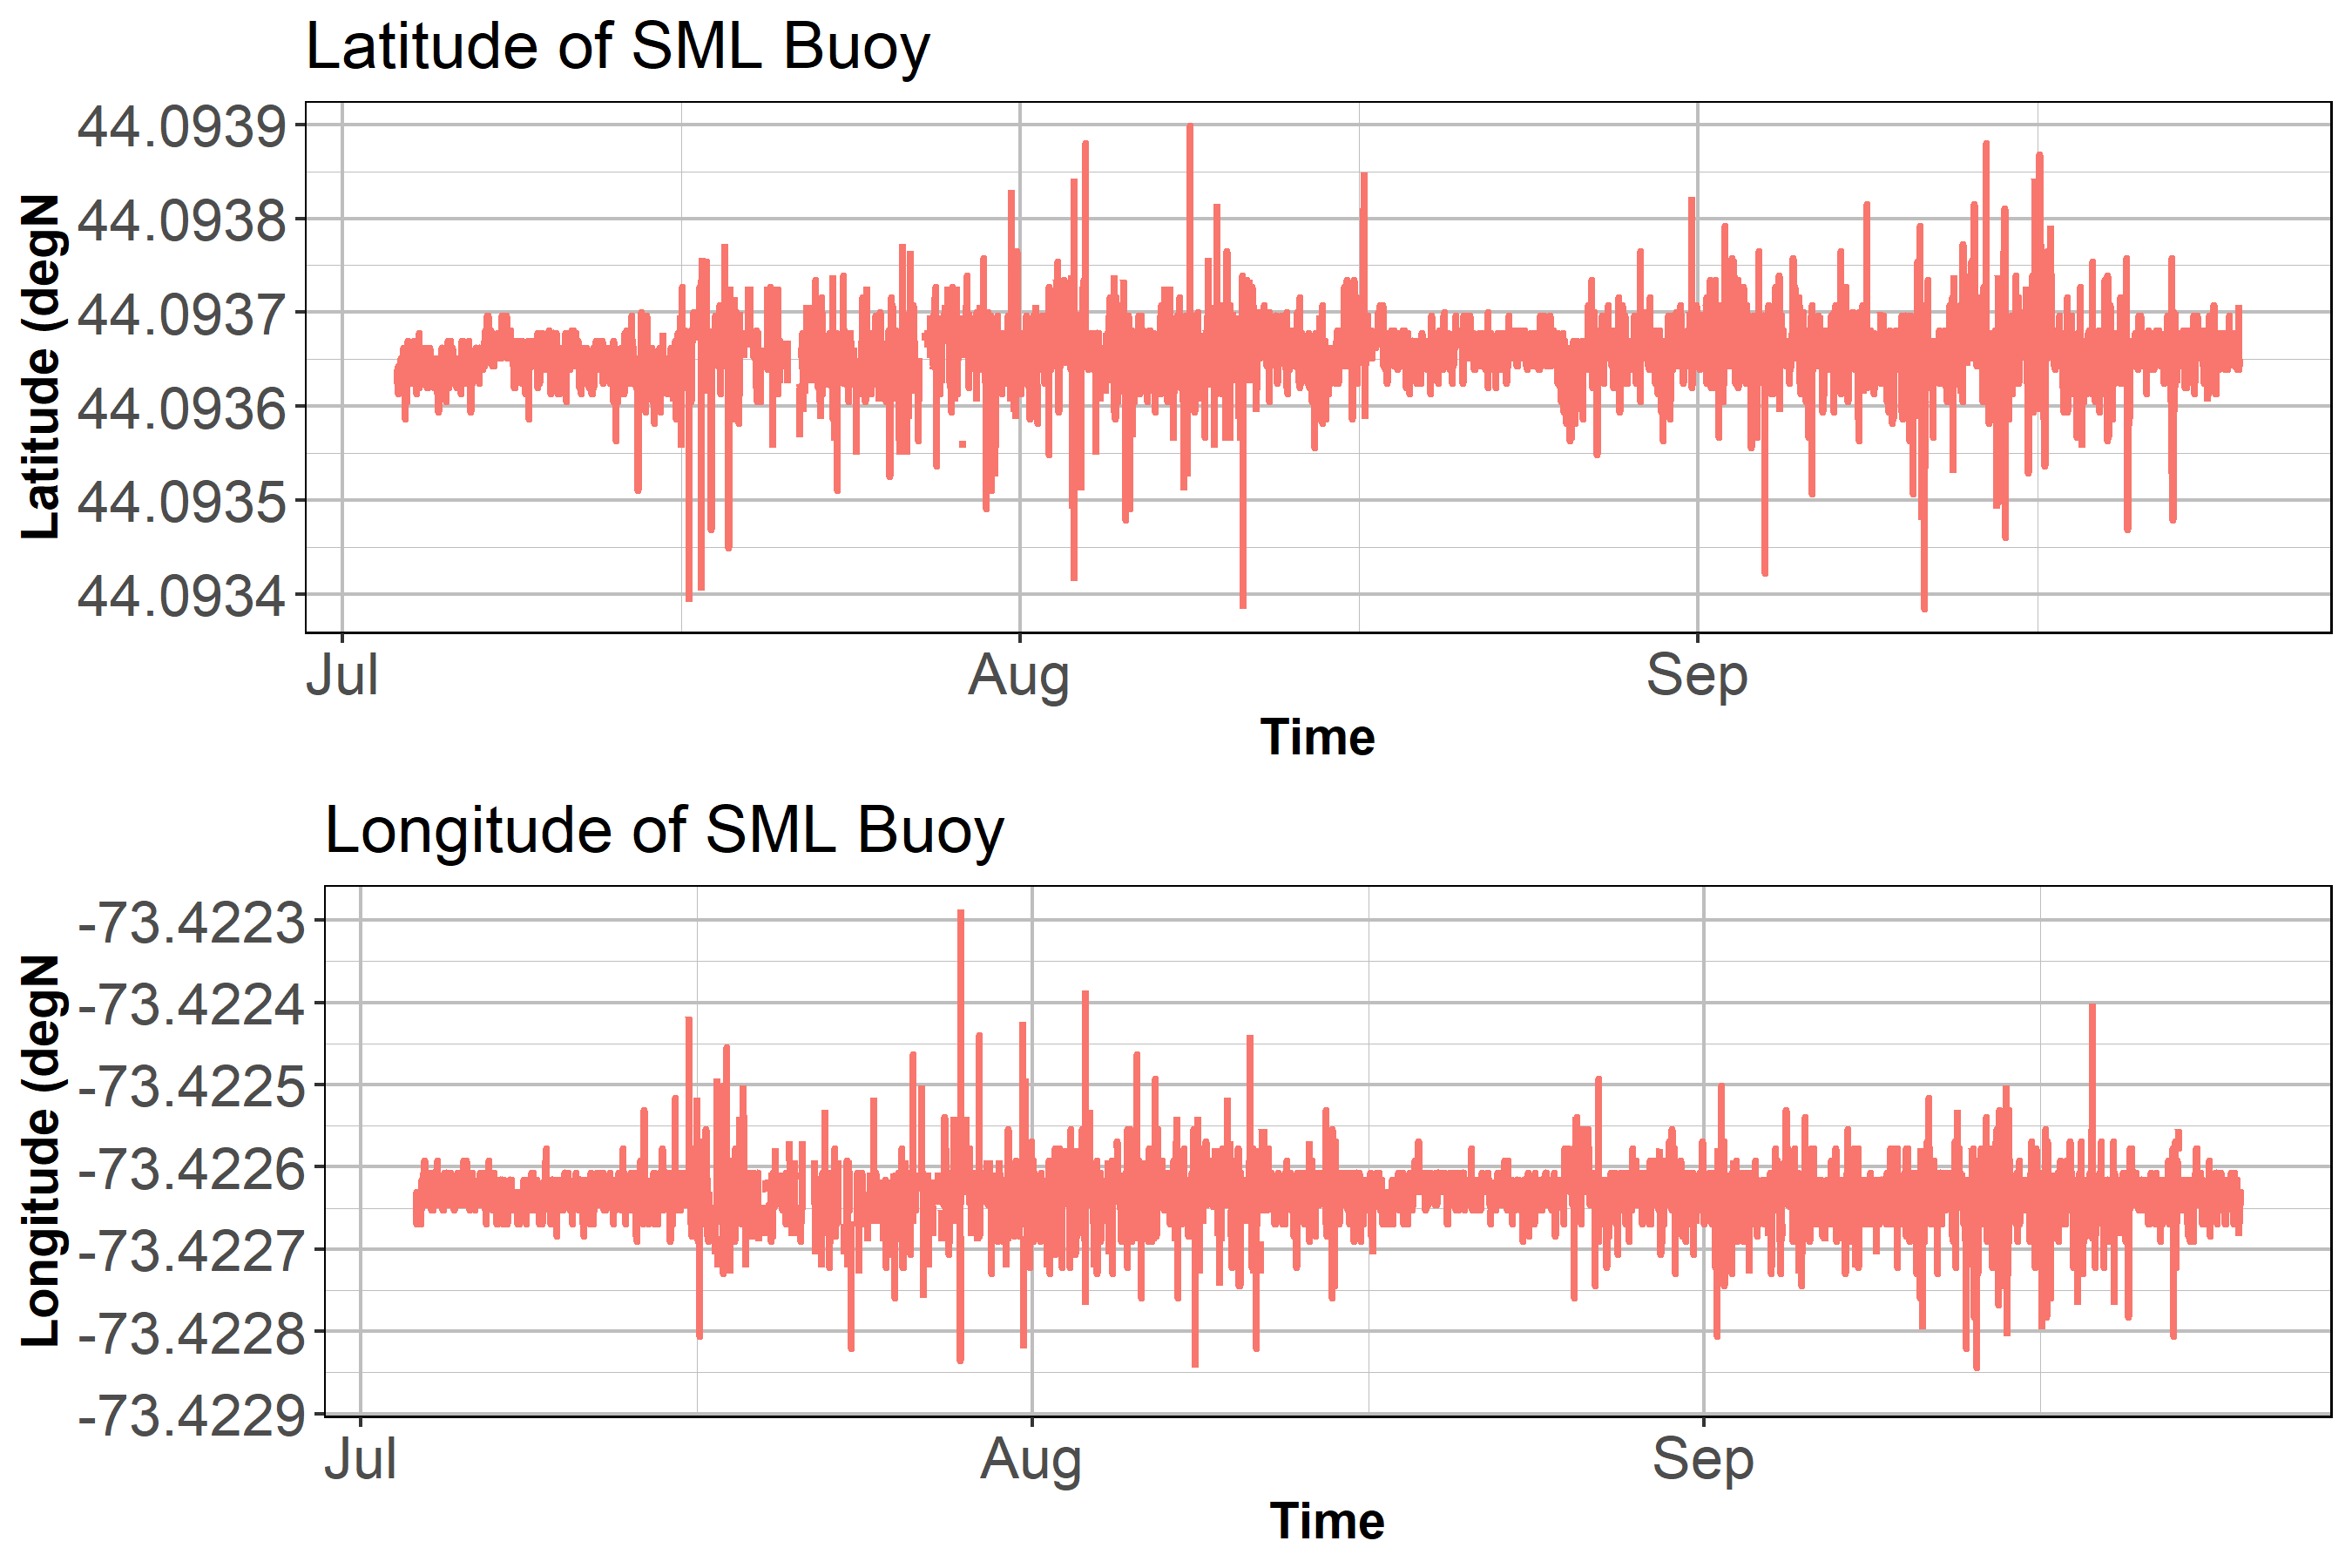 Latitude of SML Buoy
44.0939
44.0938
44.0937
44.0936
44.0935
44.0934
Latitude (degN
Jul Aug Sep
Time
Longitude of SML Buoy
-73.4223
-73.4224
-73.4225
-73.4226
-73.4227
-73.4228
-73.4229
Longitude (degN
Jul Aug Sep
Time